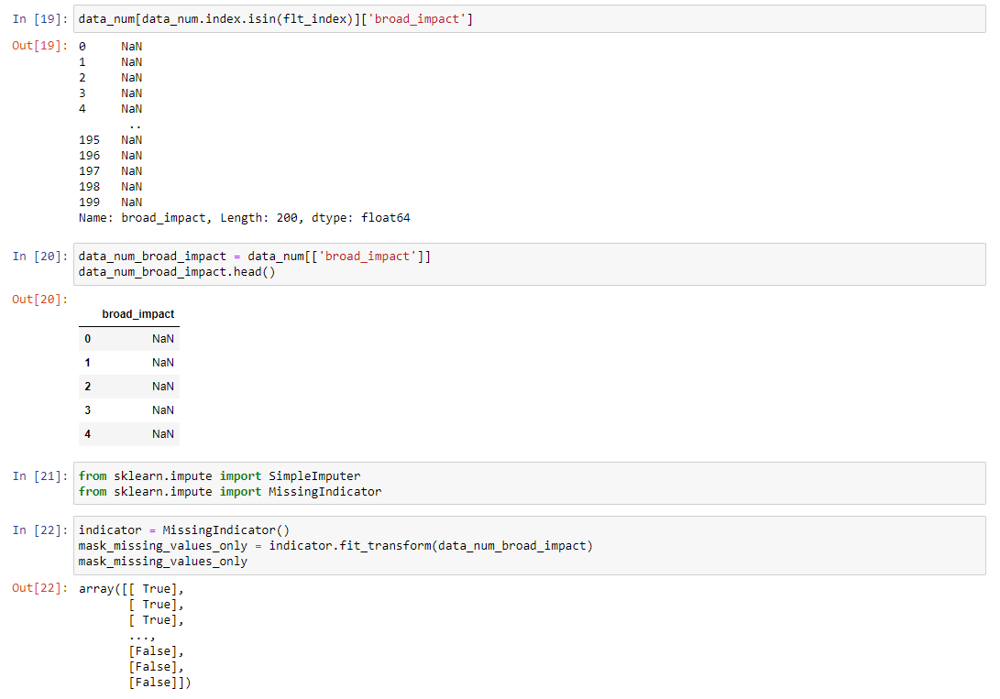 In [19]: data_num[data_num.index.isin(flt_index)]['broad_impact']
Out[19]: 0     NaN
1     NaN
2     NaN
3     NaN
4     NaN
..
195   NaN
196   NaN
197   NaN
198   NaN
199   NaN
Name: broad_impact, Length: 200, dtype: float64
In [20]: data_num_broad_impact = data_num[['broad_impact']]
data_num_broad_impact.head()
Out[20]:
broad_impact
0 NaN
1 NaN
2 NaN
3 NaN
4 NaN
In [21]: from sklearn.impute import SimpleImputer
from sklearn.impute import MissingIndicator
In [22]: indicator = MissingIndicator()
mask_missing_values_only = indicator.fit_transform(data_num_broad_impact)
mask_missing_values_only
Out[22]: array([[ True],
[ True],
[ True],
...,
[False],
[False],
[False]])